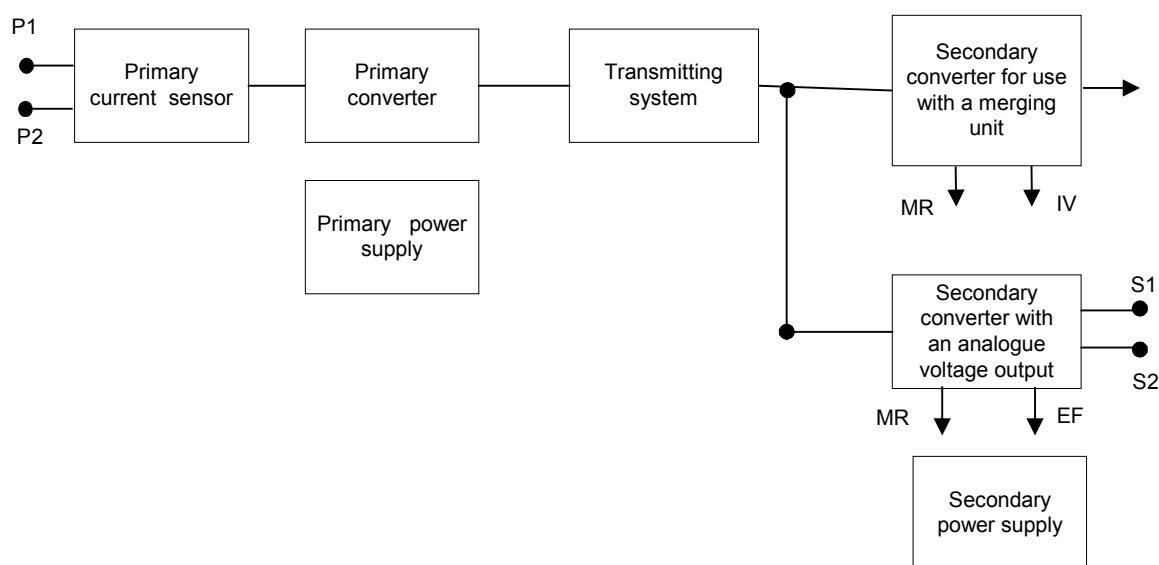 P1
P2
Primary
current sensor
Primary
converter
Transmitting
system
Secondary
converter for use
with a merging
unit
MR
IV
Primary power
supply
Secondary
converter with
an analogue
voltage output
S1
S2
MR
EF
Secondary
power supply